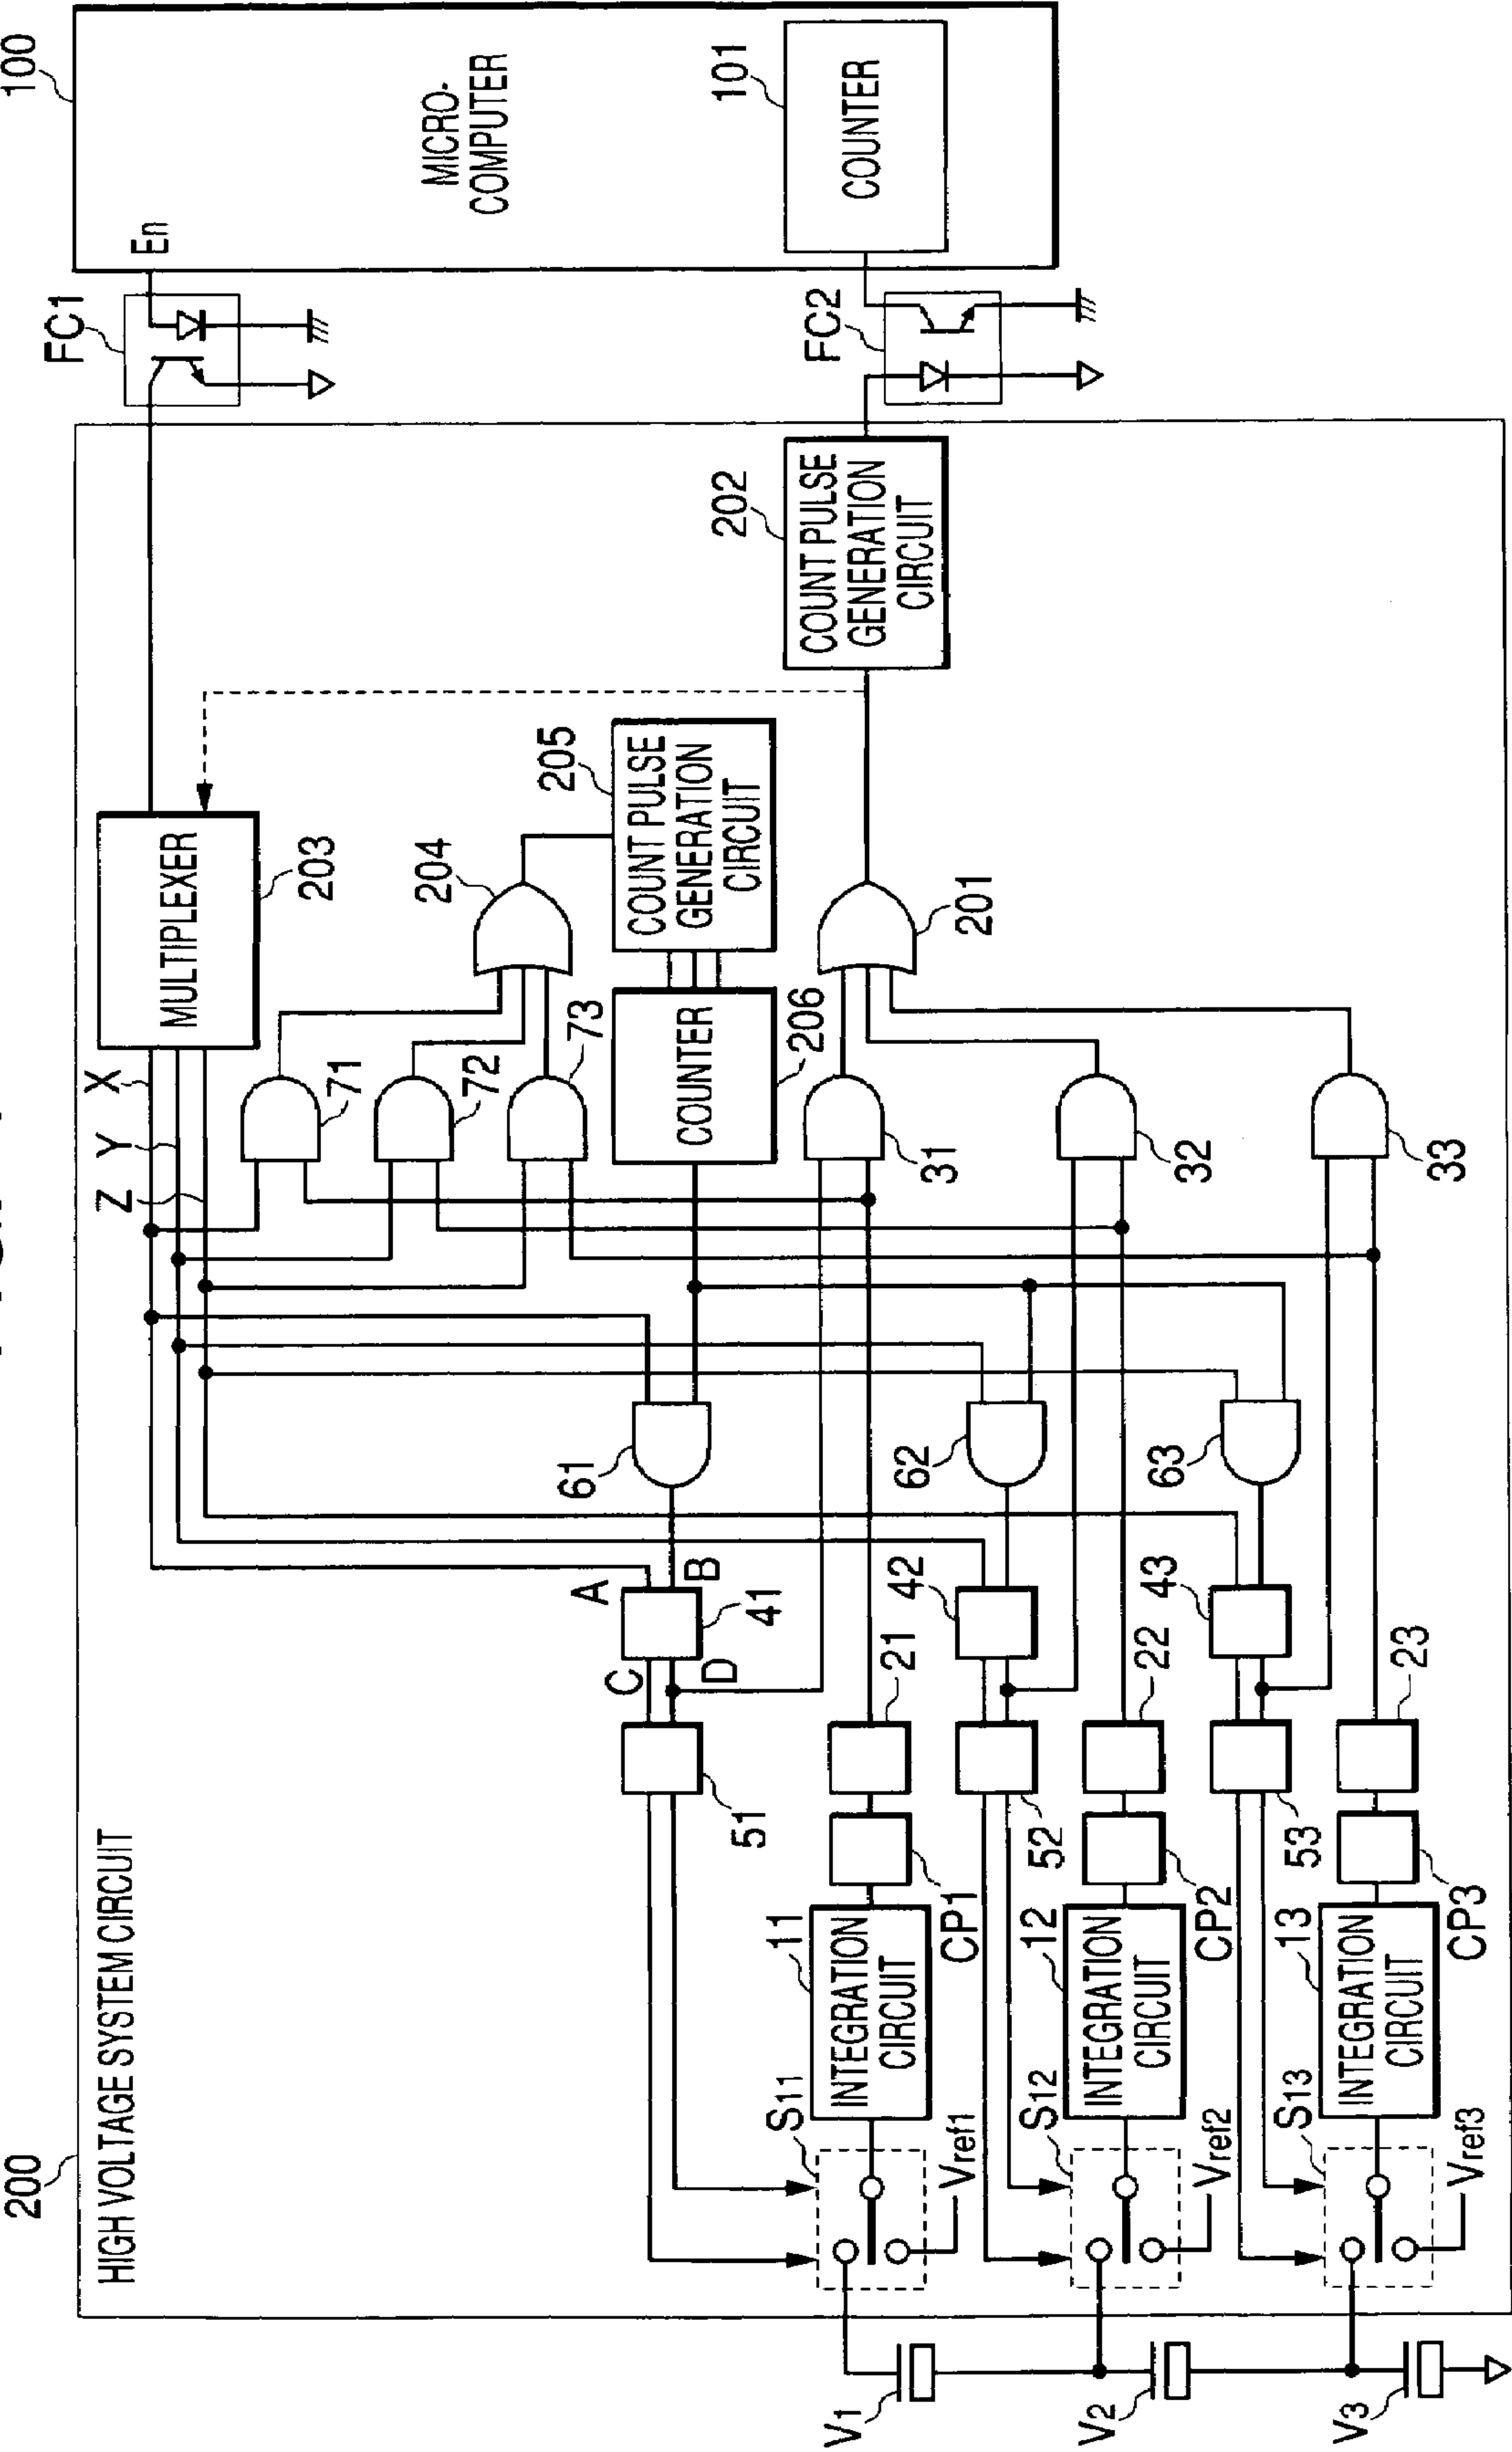 200
HIGH VOLTAGE SYSTEM CIRCUIT
100
MICRO-
COMPUTER
En
101
COUNTER
FC1
FC2
202
COUNT PULSE
GENERATION
CIRCUIT
MULTIPLEXER
203
X
Y
Z
204
205
COUNT PULSE
GENERATION
CIRCUIT
COUNTER
206
201
71
72
73
31
32
33
61
62
63
A
B
C
D
41
42
43
51
52
53
21
22
23
CP1
CP2
CP3
11
INTEGRATION
CIRCUIT
12
INTEGRATION
CIRCUIT
13
INTEGRATION
CIRCUIT
S11
S12
S13
Vref1
Vref2
Vref3
V1
V2
V3